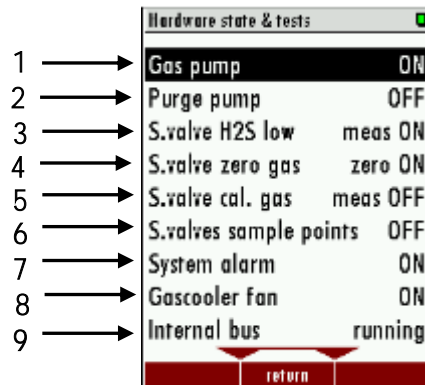 Hardware state & tests
1 Gas pump ON
2 Purge pump OFF
3 S.valve H2S low meas ON
4 S.valve zero gas zero ON
5 S.valve cal. gas meas OFF
6 S.valves sample points OFF
7 System alarm ON
8 Gascooler fan ON
9 Internal bus running
return